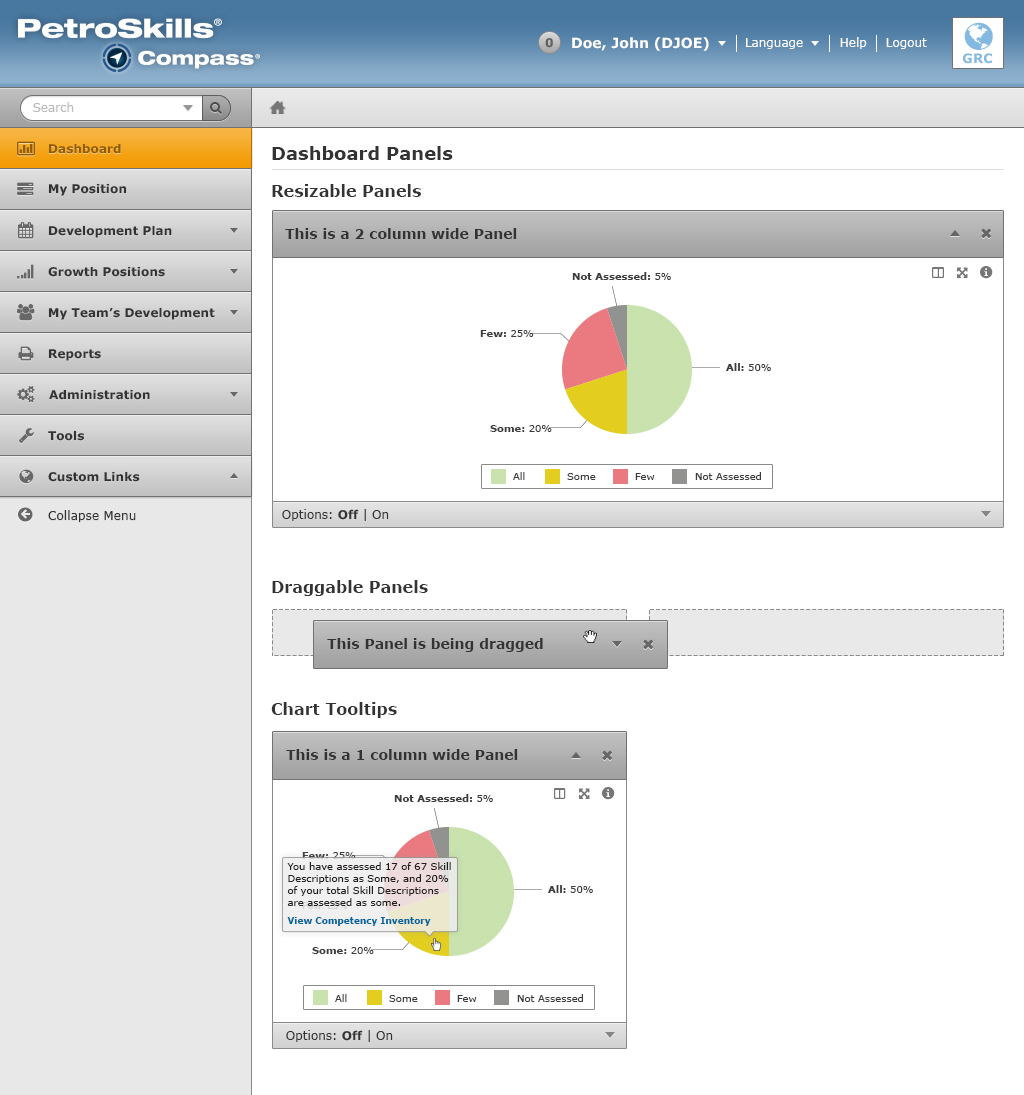 PetroSkills®
Compass®
0 Doe, John (DJOE) Language Help Logout
GRC
Search
Dashboard
My Position
Development Plan
Growth Positions
My Team's Development
Reports
Administration
Tools
Custom Links
Collapse Menu
Dashboard Panels
Resizable Panels
This is a 2 column wide Panel
Not Assessed: 5%
Few: 25%
All: 50%
Some: 20%
All Some Few Not Assessed
Options: Off | On
Draggable Panels
This Panel is being dragged
Chart Tooltips
This is a 1 column wide Panel
Not Assessed: 5%
Few: 25%
You have assessed 17 of 67 Skill
Descriptions as Some, and 20%
of your total Skill Descriptions
are assessed as some.
View Competency Inventory
All: 50%
Some: 20%
All Some Few Not Assessed
Options: Off | On